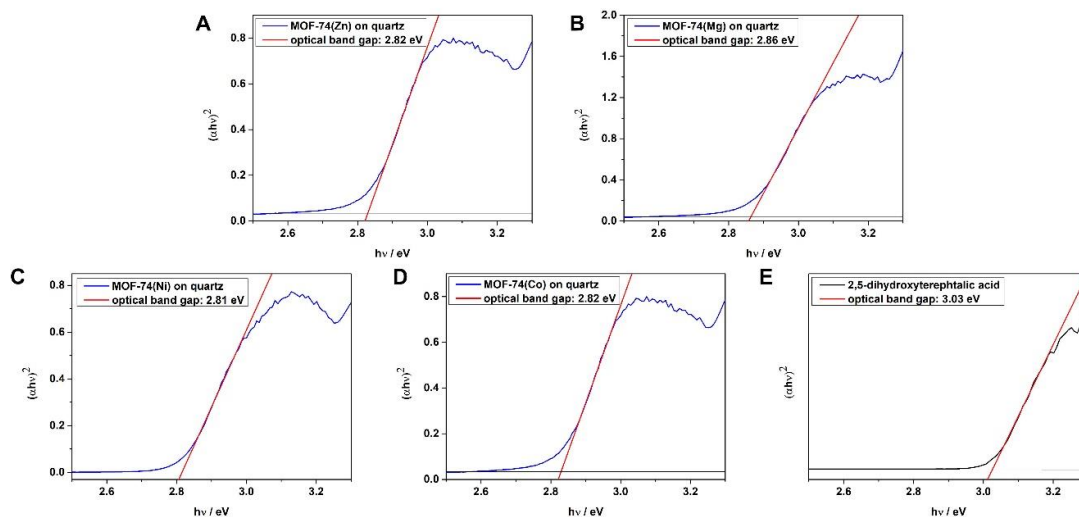 A
MOF-74(Zn) on quartz
optical band gap: 2.82 eV
0.8
0.6
0.4
0.2
0.0
(αhν)²
2.6 2.8 3.0 3.2
hν / eV
B
MOF-74(Mg) on quartz
optical band gap: 2.86 eV
2.0
1.6
1.2
0.8
0.4
0.0
(αhν)²
2.6 2.8 3.0 3.2
hν / eV
C
MOF-74(Ni) on quartz
optical band gap: 2.81 eV
0.8
0.6
0.4
0.2
0.0
(αhν)²
2.6 2.8 3.0 3.2
hν / eV
D
MOF-74(Co) on quartz
optical band gap: 2.82 eV
0.8
0.6
0.4
0.2
0.0
(αhν)²
2.6 2.8 3.0 3.2
hν / eV
E
2,5-dihydroxyterephtalic acid
optical band gap: 3.03 eV
(αhν)²
2.6 2.8 3.0 3.2
hν / eV